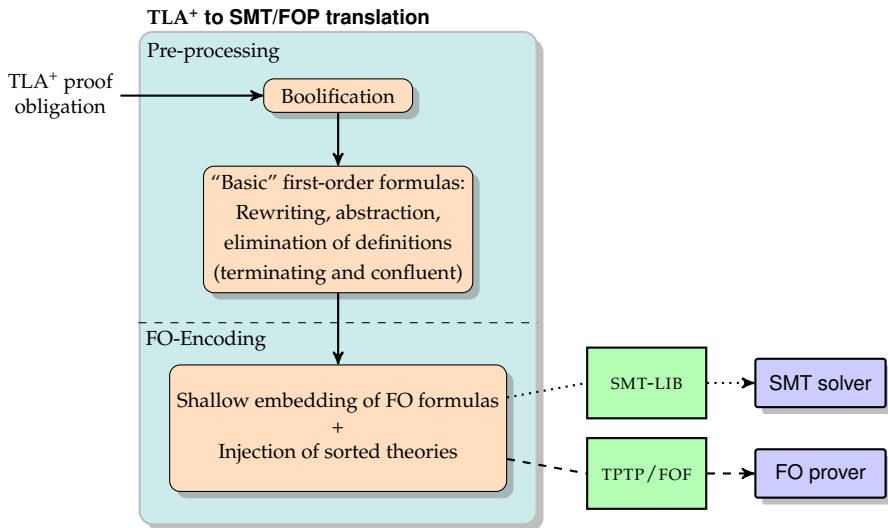 TLA⁺ to SMT/FOP translation
Pre-processing
TLA⁺ proof
obligation
Boolification
“Basic” first-order formulas:
Rewriting, abstraction,
elimination of definitions
(terminating and confluent)
FO-Encoding
Shallow embedding of FO formulas
+
Injection of sorted theories
SMT-LIB
SMT solver
TPTP/FOF
FO prover